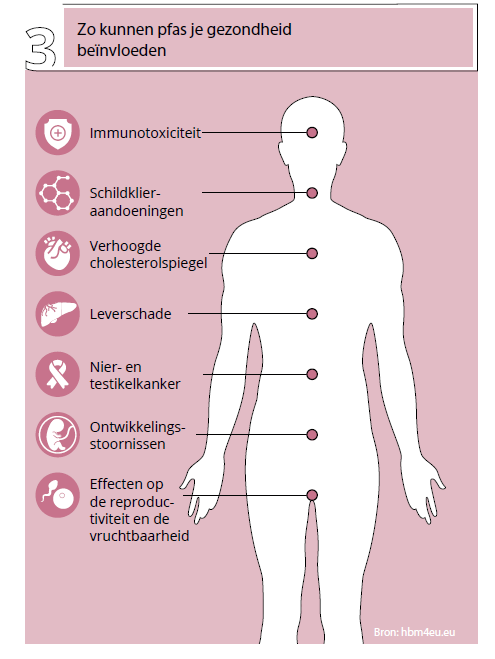 3
Zo kunnen pfas je gezondheid
beïnvloeden
Immunotoxiciteit
Schildklier-
aandoeningen
Verhoogde
cholesterolspiegel
Leverschade
Nier- en
testikelkanker
Ontwikkelings-
stoornissen
Effecten op
de reproduc-
tiviteit en de
vruchtbaarheid
Bron: hbm4eu.eu